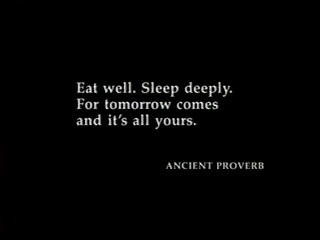 Eat well. Sleep deeply.
For tomorrow comes
and it's all yours.
ANCIENT PROVERB